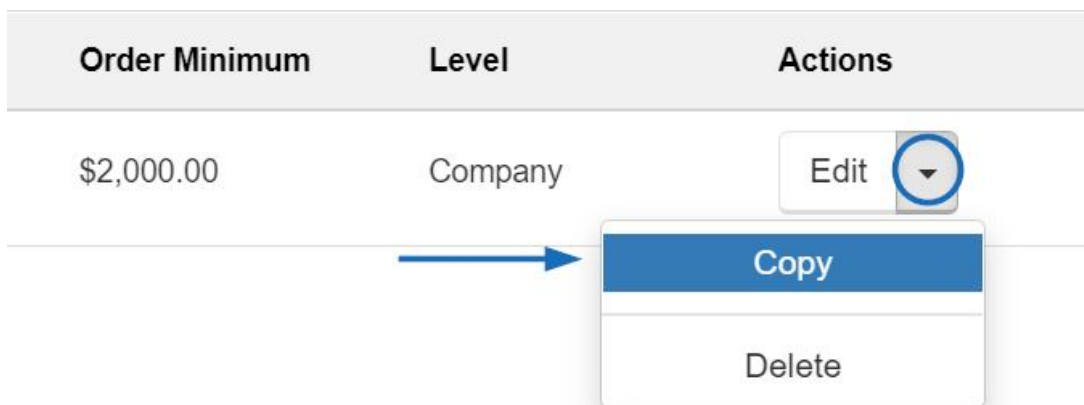 Order Minimum Level Actions
$2,000.00 Company Edit
Copy
Delete